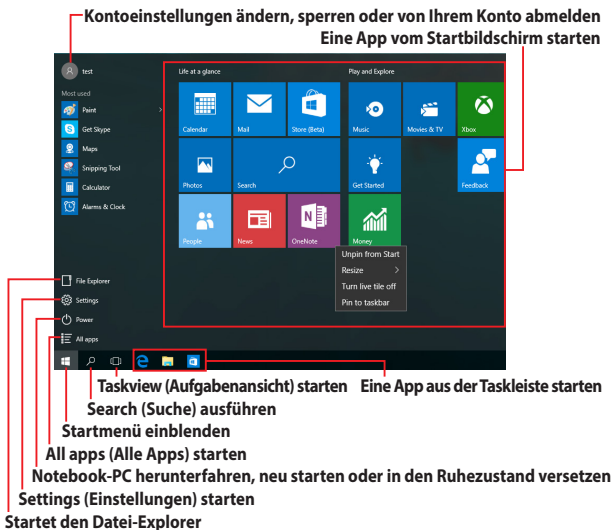 Kontoeinstellungen ändern, sperren oder von Ihrem Konto abmelden
Eine App vom Startbildschirm starten
test
Most used
Paint
Get Skype
Maps
Snipping Tool
Calculator
Alarms & Clock
File Explorer
Settings
Power
All apps
Life at a glance
Play and Explore
Calendar
Mail
Store (Beta)
Music
Movies & TV
Xbox
Photos
Search
Get Started
Feedback
People
News
OneNote
Money
Unpin from Start
Resize
Turn live tile off
Pin to taskbar
Taskview (Aufgabenansicht) starten
Eine App aus der Taskleiste starten
Search (Suche) ausführen
Startmenü einblenden
All apps (Alle Apps) starten
Notebook-PC herunterfahren, neu starten oder in den Ruhezustand versetzen
Settings (Einstellungen) starten
Startet den Datei-Explorer